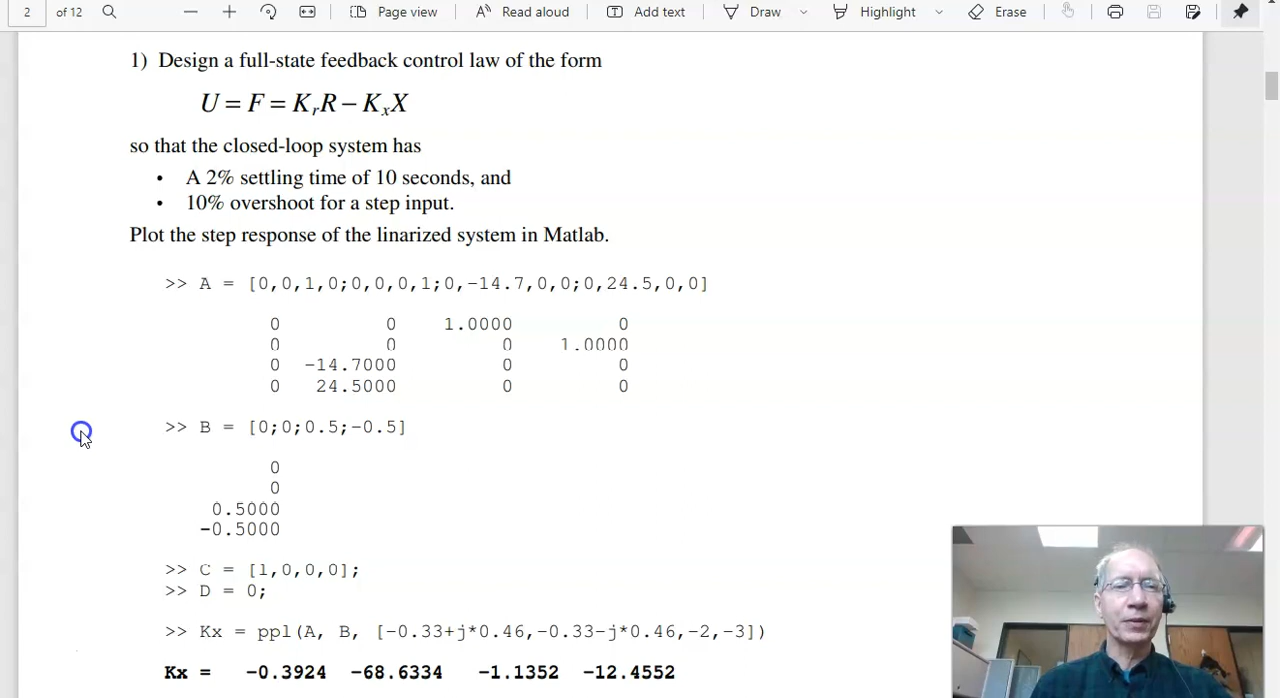 2 of 12 Page view Read aloud Add text Draw Highlight Erase
1) Design a full-state feedback control law of the form
U = F = KrR − KxX
so that the closed-loop system has
• A 2% settling time of 10 seconds, and
• 10% overshoot for a step input.
Plot the step response of the linarized system in Matlab.
>> A = [0,0,1,0;0,0,0,1;0,-14.7,0,0;0,24.5,0,0]
0 0 1.0000 0
0 0 0 1.0000
0 -14.7000 0 0
0 24.5000 0 0
>> B = [0;0;0.5;-0.5]
0
0
0.5000
-0.5000
>> C = [1,0,0,0];
>> D = 0;
>> Kx = ppl(A, B, [-0.33+j*0.46,-0.33-j*0.46,-2,-3])
Kx = -0.3924 -68.6334 -1.1352 -12.4552